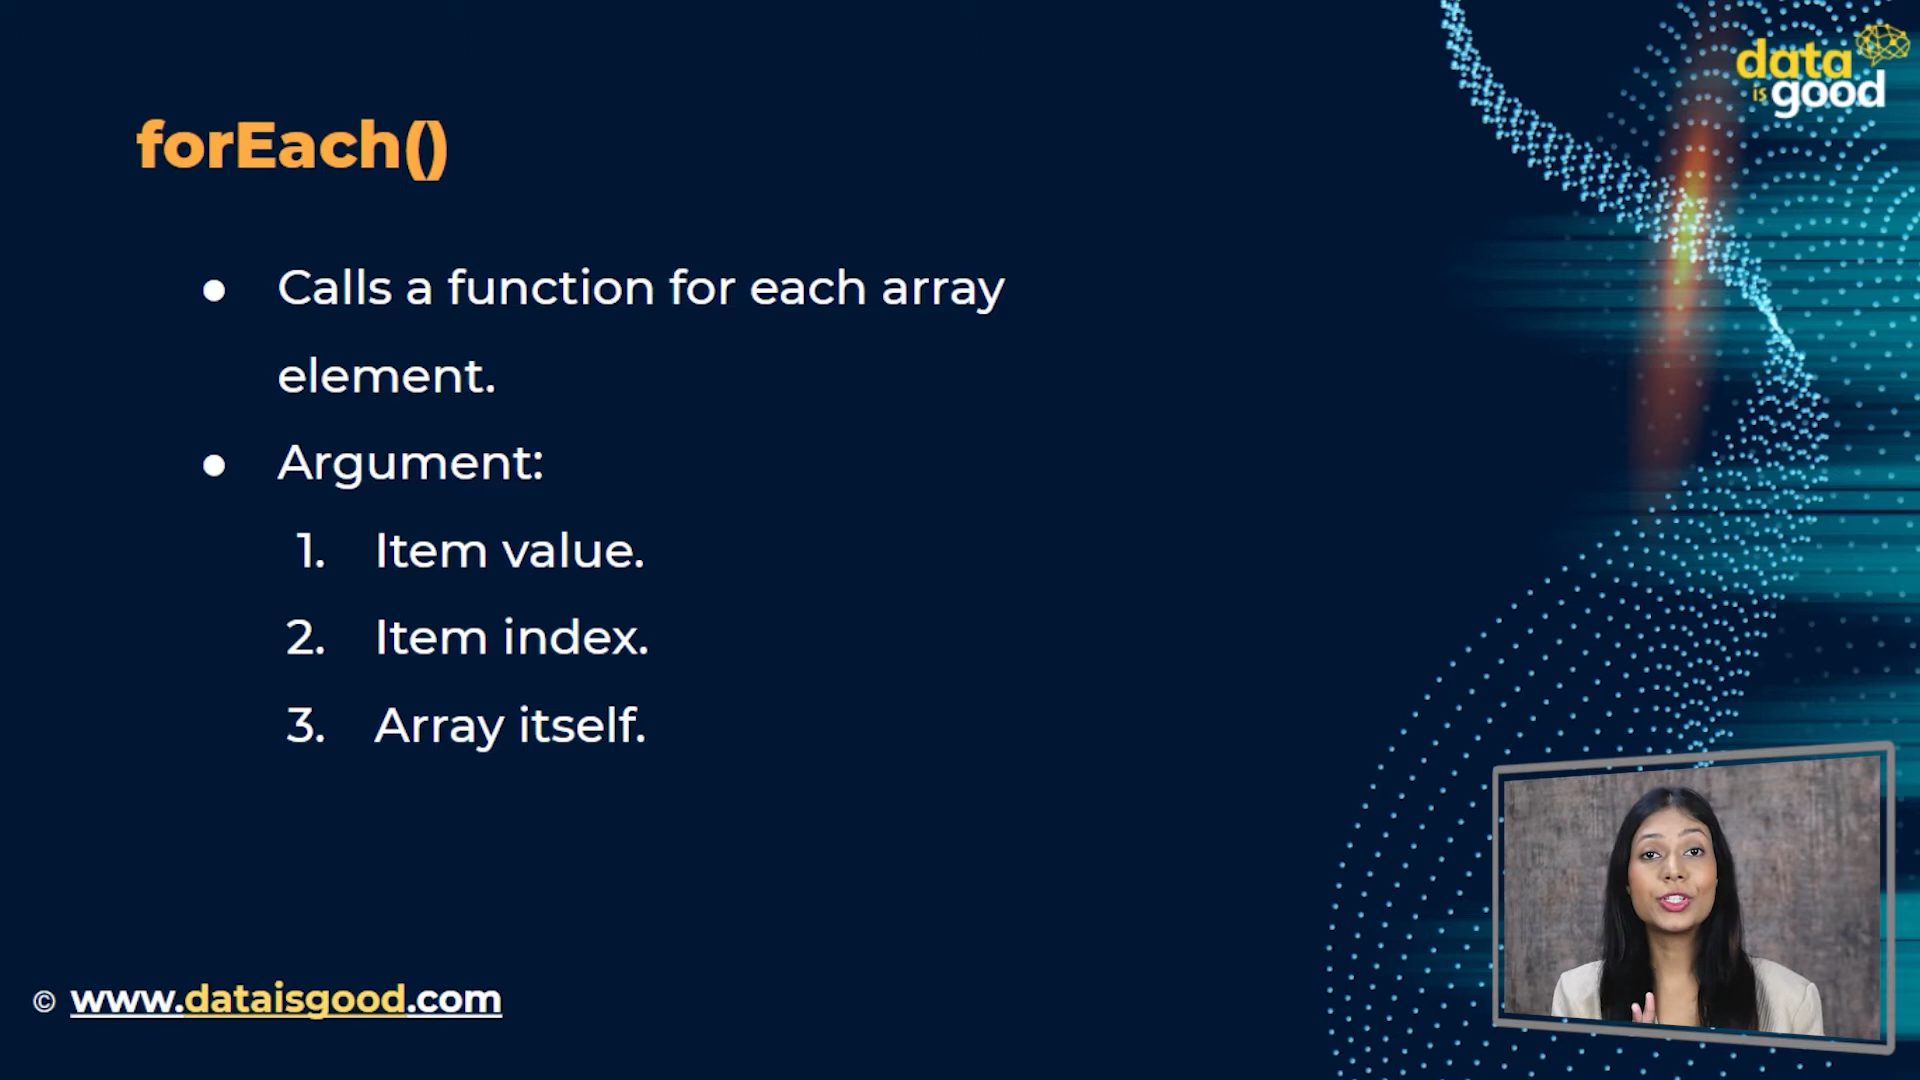 data
is good
forEach()
● Calls a function for each array
element.
● Argument:
1. Item value.
2. Item index.
3. Array itself.
© www.dataisgood.com